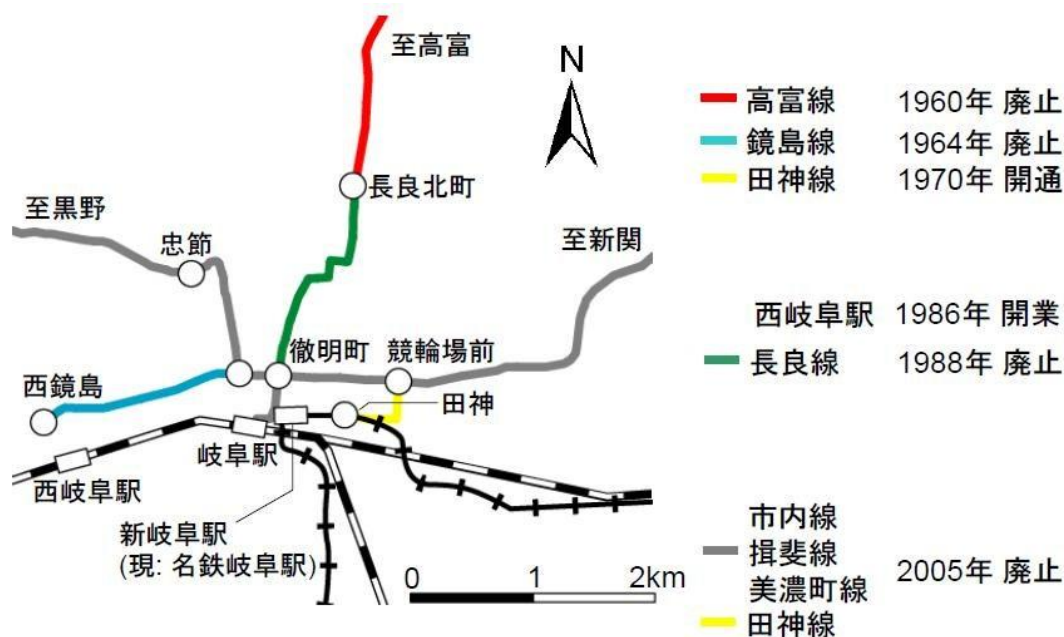 至高富
N
長良北町
至黒野
忠節
至新関
徹明町
競輪場前
西鏡島
田神
岐阜駅
西岐阜駅
新岐阜駅
(現: 名鉄岐阜駅)
0 1 2km
高富線 1960年 廃止
鏡島線 1964年 廃止
田神線 1970年 開通
西岐阜駅 1986年 開業
長良線 1988年 廃止
市内線
揖斐線
美濃町線
2005年 廃止
田神線